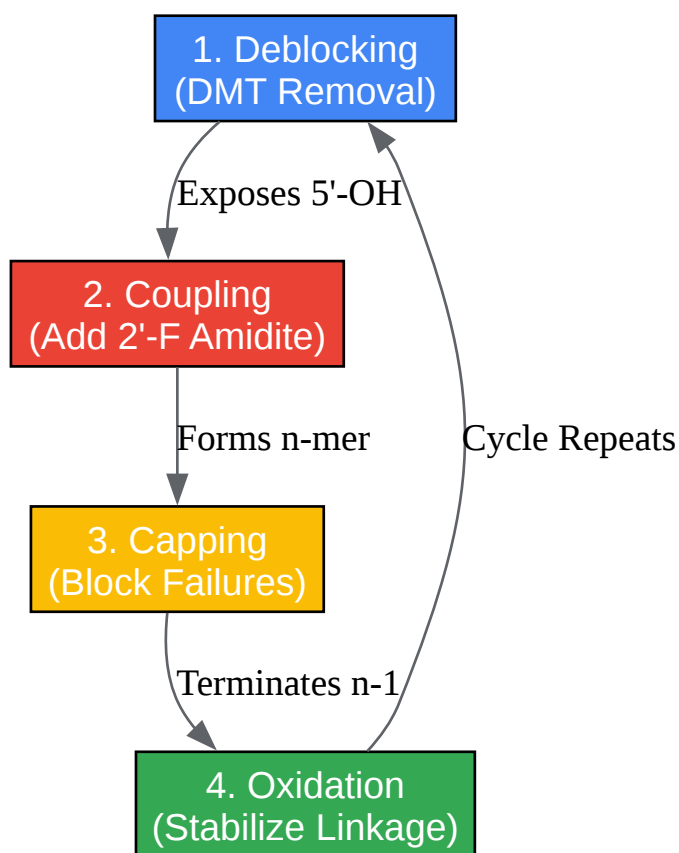 1. Deblocking
(DMT Removal)
Exposes 5'-OH
2. Coupling
(Add 2'-F Amidite)
Forms n-mer
Cycle Repeats
3. Capping
(Block Failures)
Terminates n-1
4. Oxidation
(Stabilize Linkage)